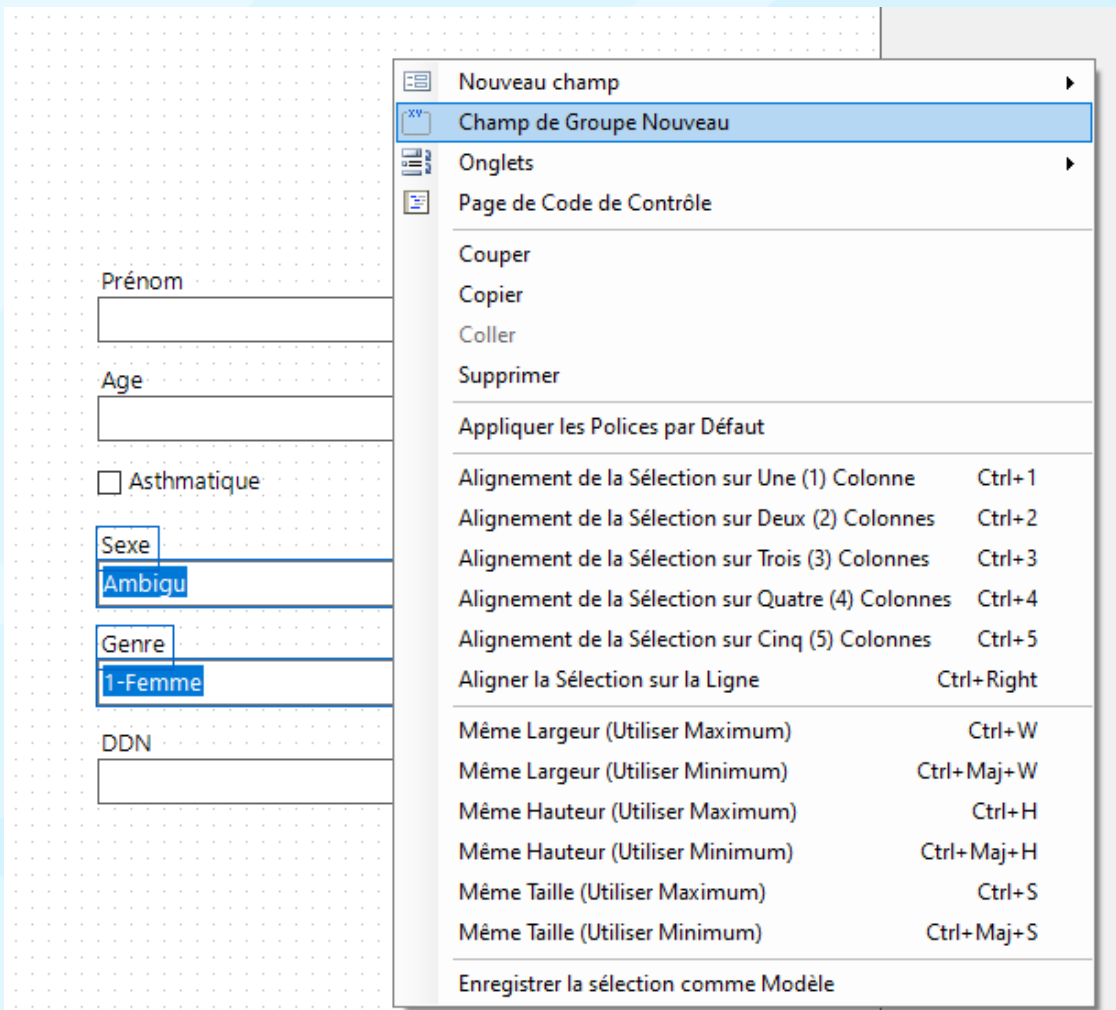 Nouveau champ
Champ de Groupe Nouveau
Onglets
Page de Code de Contrôle
Couper
Copier
Coller
Supprimer
Appliquer les Polices par Défaut
Alignement de la Sélection sur Une (1) Colonne Ctrl+1
Alignement de la Sélection sur Deux (2) Colonnes Ctrl+2
Alignement de la Sélection sur Trois (3) Colonnes Ctrl+3
Alignement de la Sélection sur Quatre (4) Colonnes Ctrl+4
Alignement de la Sélection sur Cinq (5) Colonnes Ctrl+5
Aligner la Sélection sur la Ligne Ctrl+Right
Même Largeur (Utiliser Maximum) Ctrl+W
Même Largeur (Utiliser Minimum) Ctrl+Maj+W
Même Hauteur (Utiliser Maximum) Ctrl+H
Même Hauteur (Utiliser Minimum) Ctrl+Maj+H
Même Taille (Utiliser Maximum) Ctrl+S
Même Taille (Utiliser Minimum) Ctrl+Maj+S
Enregistrer la sélection comme Modèle
Prénom
Age
Asthmatique
Sexe
Ambigu
Genre
1-Femme
DDN
XY